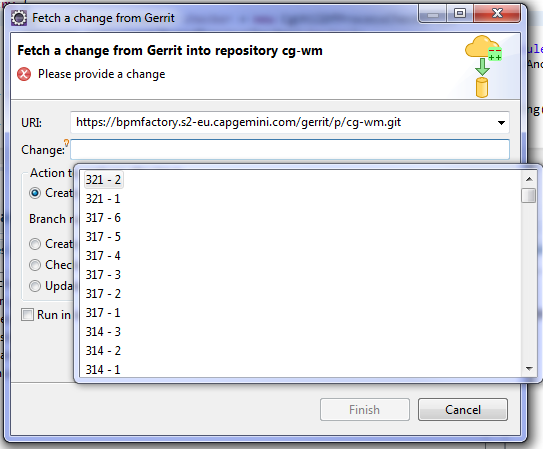 Fetch a change from Gerrit
Fetch a change from Gerrit into repository cg-wm
Please provide a change
URI: https://bpmfactory.s2-eu.capgemini.com/gerrit/p/cg-wm.git
Change:
Action t
321 - 2
Creat
321 - 1
317 - 6
Branch n
317 - 5
Creat
317 - 4
Chec
317 - 3
Upda
317 - 2
317 - 1
Run in
314 - 3
314 - 2
314 - 1
Finish Cancel